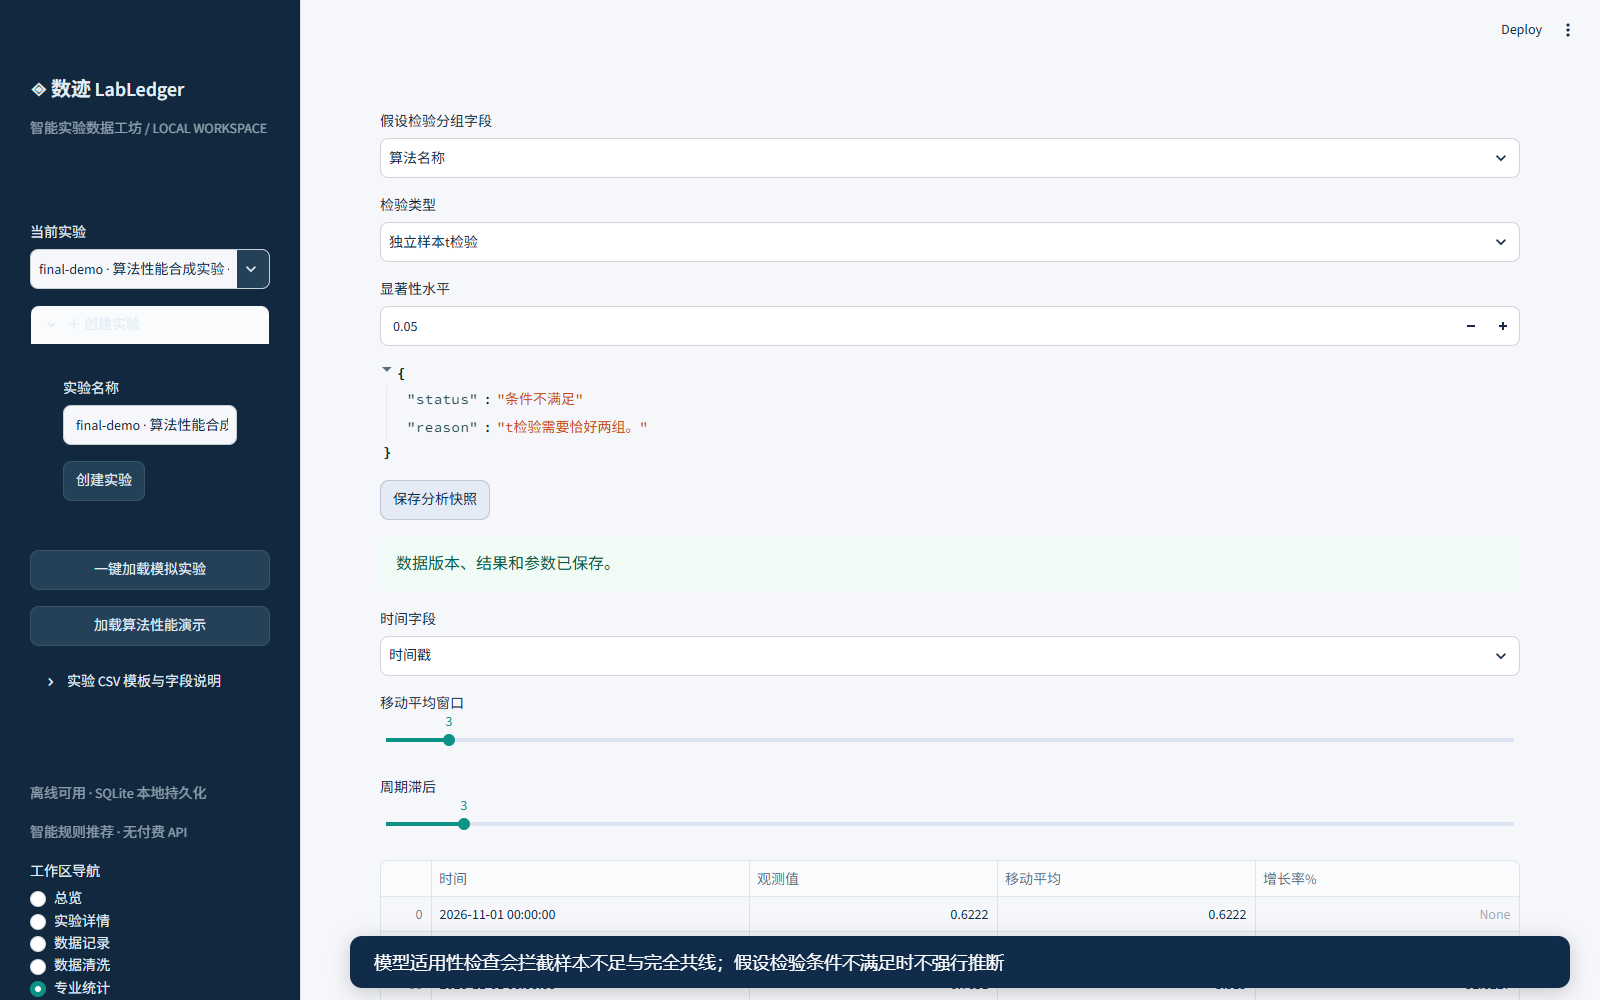 Deploy
数迹 LabLedger
智能实验数据工坊 / LOCAL WORKSPACE
当前实验
final-demo · 算法性能合成实验 ·
创建实验
实验名称
final-demo · 算法性能合成
创建实验
一键加载模拟实验
加载算法性能演示
实验 CSV 模板与字段说明
离线可用 · SQLite 本地持久化
智能规则推荐 · 无付费 API
工作区导航
总览
实验详情
数据记录
数据清洗
专业统计
假设检验分组字段
算法名称
检验类型
独立样本t检验
显著性水平
0.05
{
"status" : "条件不满足"
"reason" : "t检验需要恰好两组。"
}
保存分析快照
数据版本、结果和参数已保存。
时间字段
时间戳
移动平均窗口
3
周期滞后
3
时间 观测值 移动平均 增长率%
0 2026-11-01 00:00:00 0.6222 0.6222 None
模型适用性检查会拦截样本不足与完全共线；假设检验条件不满足时不强行推断